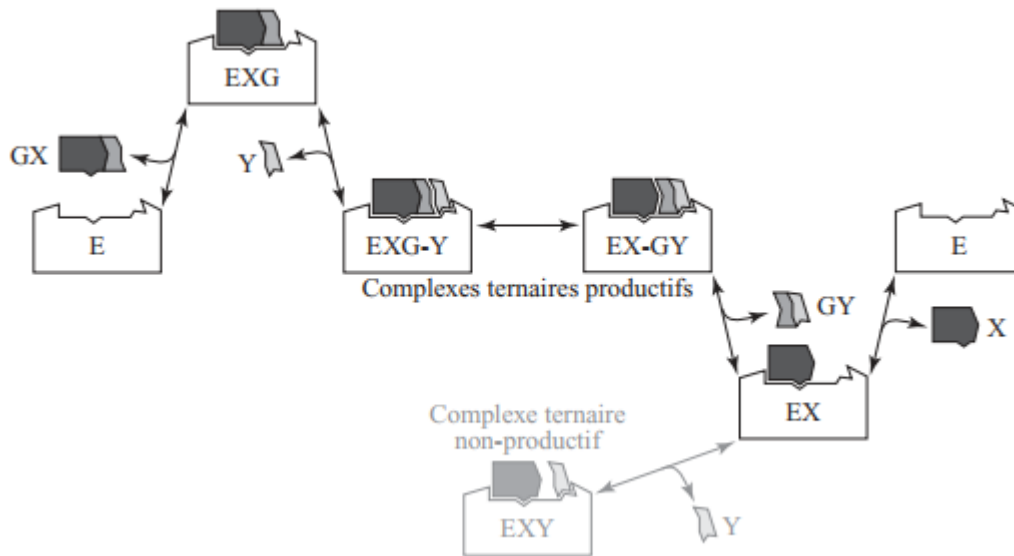 EXG
GX
Y
E
EXG-Y
EX-GY
E
Complexes ternaires productifs
GY
X
EX
Complexe ternaire
non-productif
EXY
Y